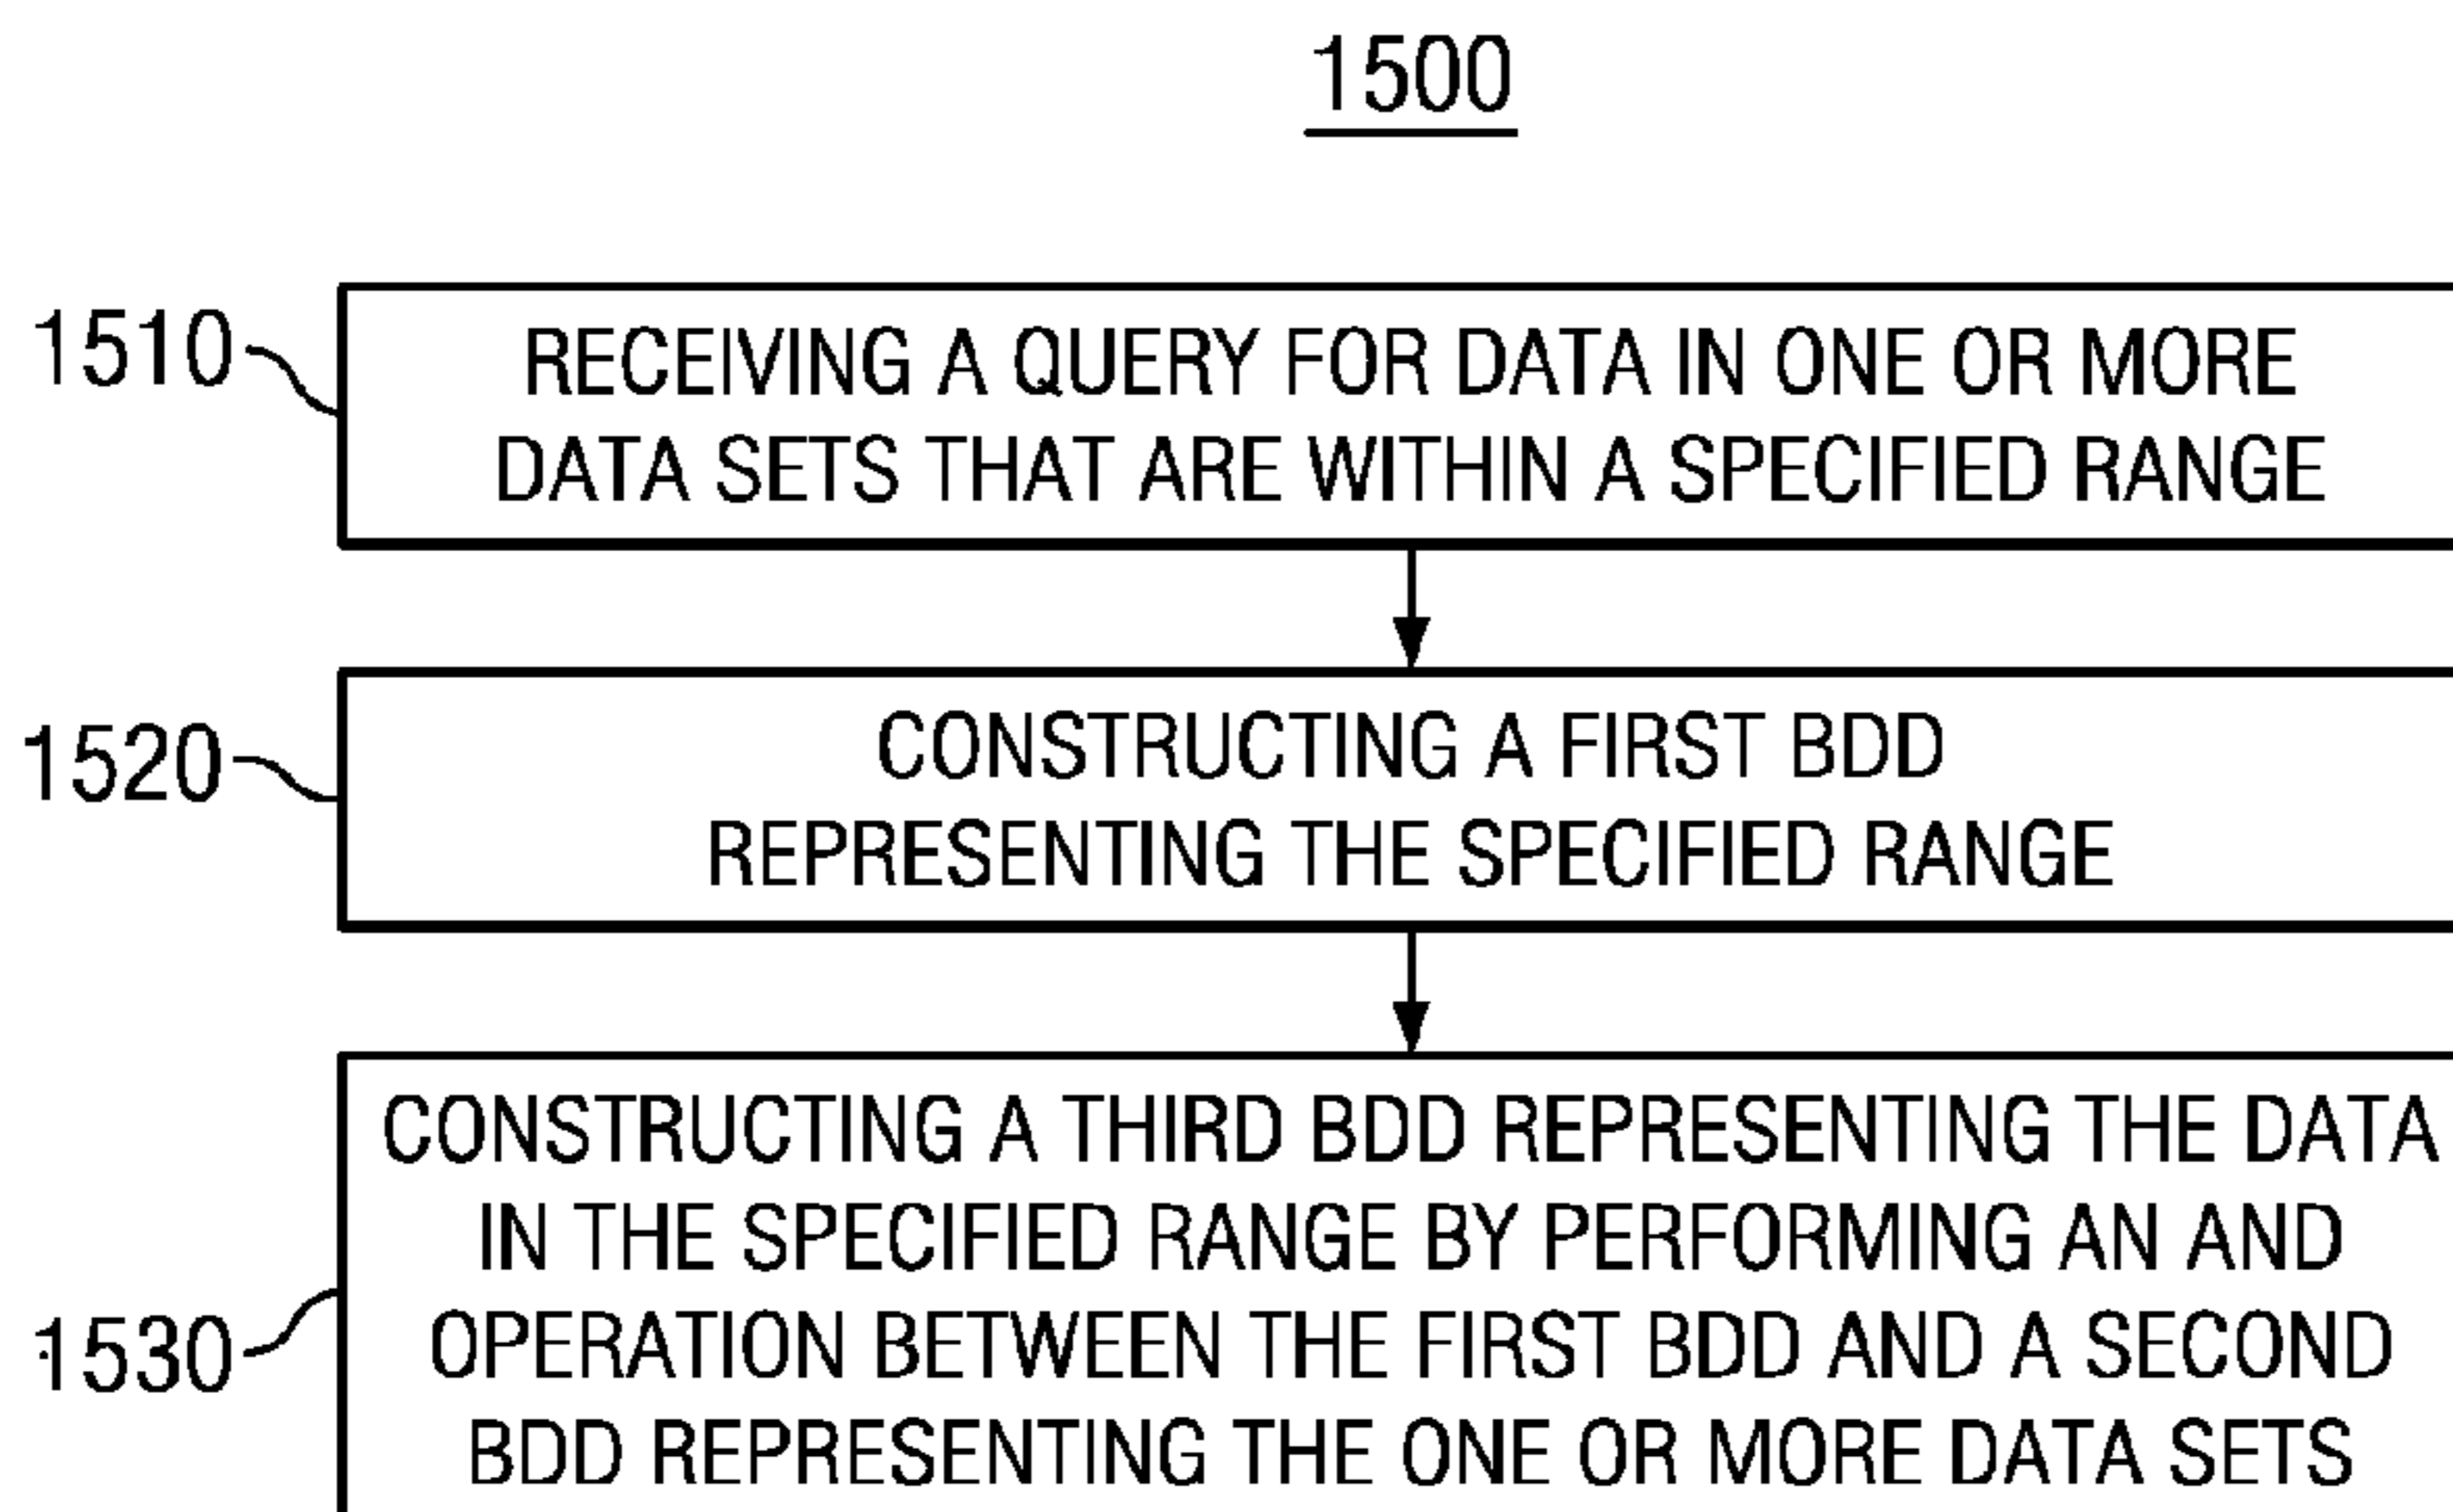 1500
1510
RECEIVING A QUERY FOR DATA IN ONE OR MORE
DATA SETS THAT ARE WITHIN A SPECIFIED RANGE
1520
CONSTRUCTING A FIRST BDD
REPRESENTING THE SPECIFIED RANGE
1530
CONSTRUCTING A THIRD BDD REPRESENTING THE DATA
IN THE SPECIFIED RANGE BY PERFORMING AN AND
OPERATION BETWEEN THE FIRST BDD AND A SECOND
BDD REPRESENTING THE ONE OR MORE DATA SETS